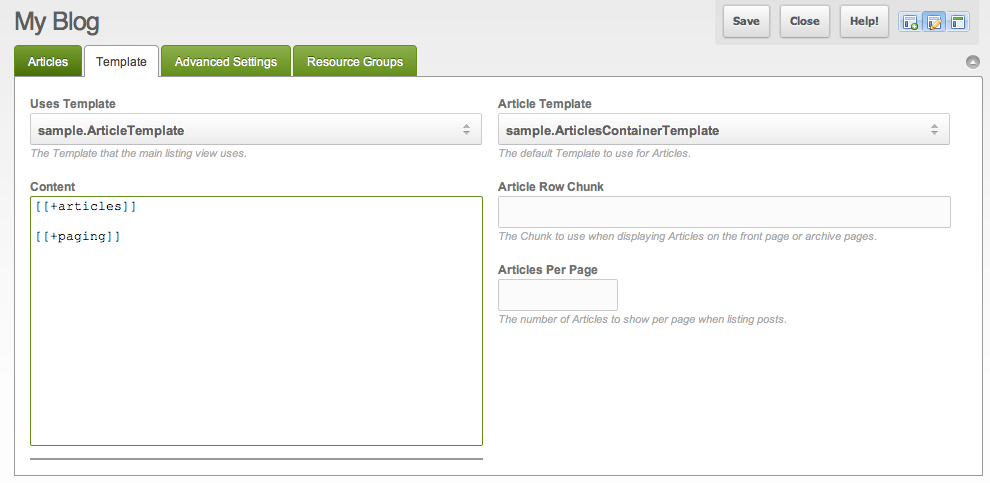 My Blog
Save Close Help!
Articles Template Advanced Settings Resource Groups
Uses Template
sample.ArticleTemplate
The Template that the main listing view uses.
Content
[[+articles]]
[[+paging]]
Article Template
sample.ArticlesContainerTemplate
The default Template to use for Articles.
Article Row Chunk
The Chunk to use when displaying Articles on the front page or archive pages.
Articles Per Page
The number of Articles to show per page when listing posts.